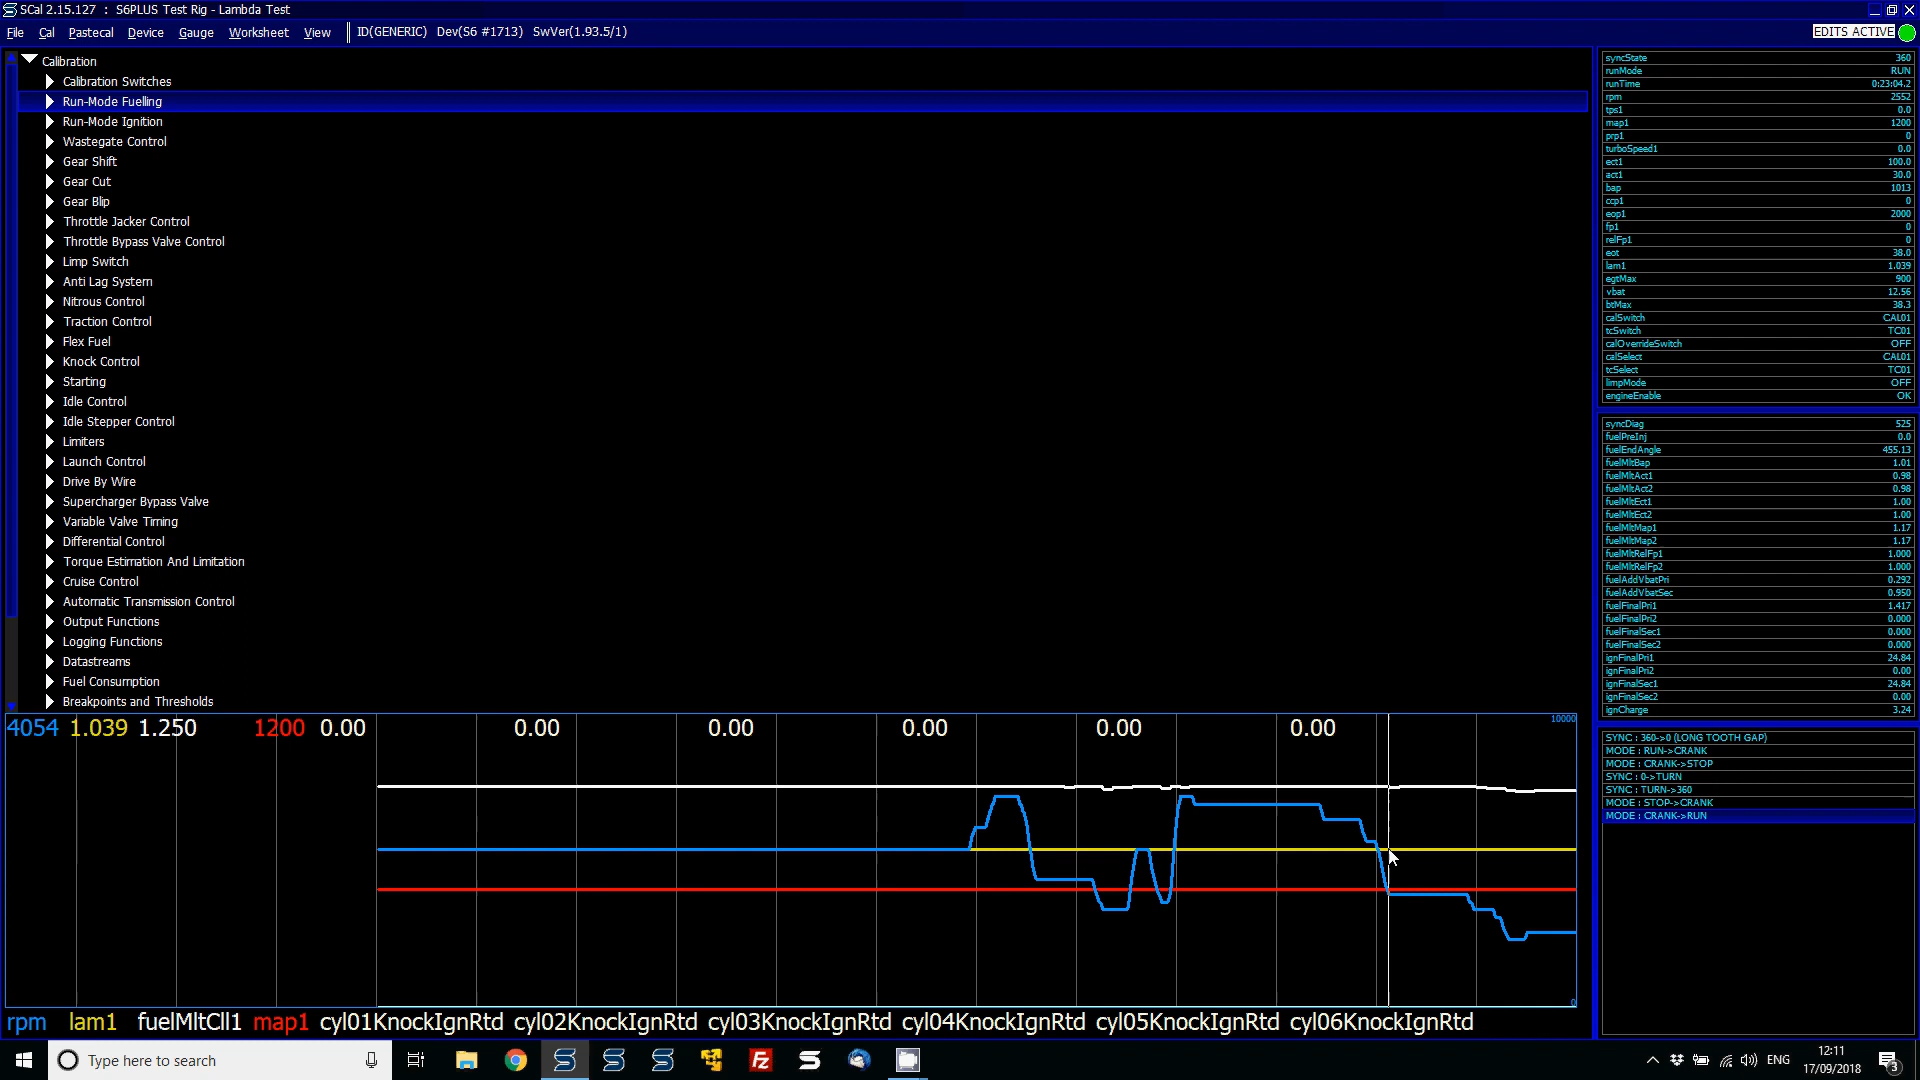 SCal 2.15.127 : S6PLUS Test Rig - Lambda Test
File Cal Pastecal Device Gauge Worksheet View ID(GENERIC) Dev(S6 #1713) SwVer(1.93.5/1) EDITS ACTIVE
Calibration
Calibration Switches
Run-Mode Fuelling
Run-Mode Ignition
Wastegate Control
Gear Shift
Gear Cut
Gear Blip
Throttle Jacker Control
Throttle Bypass Valve Control
Limp Switch
Anti Lag System
Nitrous Control
Traction Control
Flex Fuel
Knock Control
Starting
Idle Control
Idle Stepper Control
Limiters
Launch Control
Drive By Wire
Supercharger Bypass Valve
Variable Valve Timing
Differential Control
Torque Estimation And Limitation
Cruise Control
Automatic Transmission Control
Output Functions
Logging Functions
Datastreams
Fuel Consumption
Breakpoints and Thresholds
syncState 360
runMode RUN
runTime 0:23:04.2
rpm 2552
tps1 0.0
map1 1200
prp1 0
turboSpeed1 0.0
ect1 100.0
act1 30.0
bap 1013
ccp1 0
eop1 2000
fp1 0
relFp1 0
eot 38.0
lam1 1.039
egtMax 900
vbat 12.56
btMax 38.3
calSwitch CAL01
tcSwitch TC01
calOverrideSwitch OFF
calSelect CAL01
tcSelect TC01
limpMode OFF
engineEnable OK
syncDiag 525
fuelPreInj 0.0
fuelEndAngle 455.13
fuelMltBap 1.01
fuelMltAct1 0.98
fuelMltAct2 0.98
fuelMltEct1 1.00
fuelMltEct2 1.00
fuelMltMap1 1.17
fuelMltMap2 1.17
fuelMltRelFp1 1.000
fuelMltRelFp2 1.000
fuelAddVbatPri 0.292
fuelAddVbatSec 0.950
fuelFinalPri1 1.417
fuelFinalPri2 0.000
fuelFinalSec1 0.000
fuelFinalSec2 0.000
ignFinalPri1 24.84
ignFinalPri2 0.00
ignFinalSec1 24.84
ignFinalSec2 0.00
ignCharge 3.24
4054 1.039 1.250 1200 0.00 0.00 0.00 0.00 0.00 0.00 10000
0
rpm lam1 fuelMltCll1 map1 cyl01KnockIgnRtd cyl02KnockIgnRtd cyl03KnockIgnRtd cyl04KnockIgnRtd cyl05KnockIgnRtd cyl06KnockIgnRtd
SYNC : 360->0 (LONG TOOTH GAP)
MODE : RUN->CRANK
MODE : CRANK->STOP
SYNC : 0->TURN
SYNC : TURN->360
MODE : STOP->CRANK
MODE : CRANK->RUN
Type here to search
ENG
12:11
17/09/2018
3